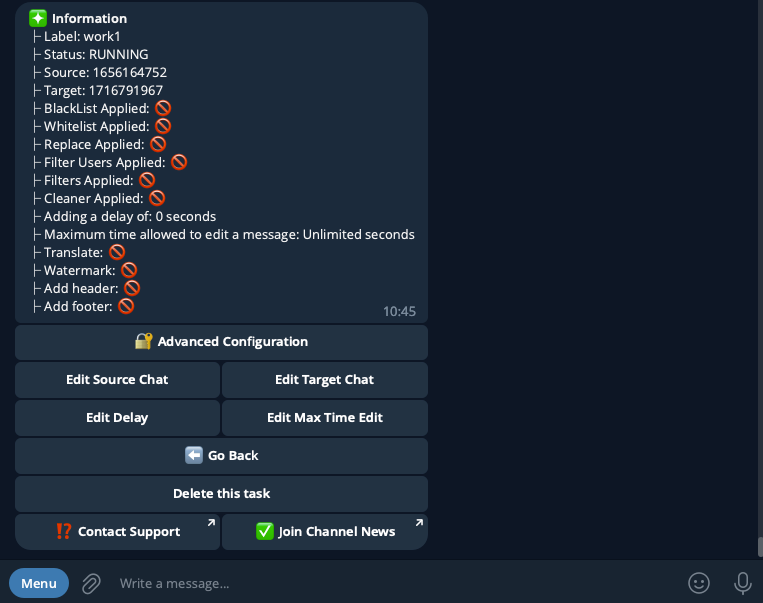 Information
├ Label: work1
├ Status: RUNNING
├ Source: 1656164752
├ Target: 1716791967
├ BlackList Applied: 🚫
├ Whitelist Applied: 🚫
├ Replace Applied: 🚫
├ Filter Users Applied: 🚫
├ Filters Applied: 🚫
├ Cleaner Applied: 🚫
├ Adding a delay of: 0 seconds
├ Maximum time allowed to edit a message: Unlimited seconds
├ Translate: 🚫
├ Watermark: 🚫
├ Add header: 🚫
├ Add footer: 🚫
10:45
🔐 Advanced Configuration
Edit Source Chat
Edit Target Chat
Edit Delay
Edit Max Time Edit
⬅️ Go Back
Delete this task
⁉️ Contact Support
✅ Join Channel News
Menu
Write a message...